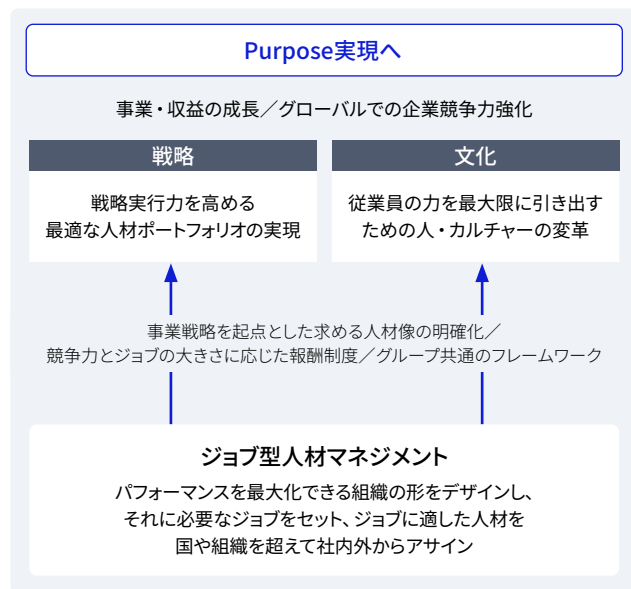 Purpose実現へ
事業・収益の成長／グローバルでの企業競争力強化
戦略
戦略実行力を高める
最適な人材ポートフォリオの実現
文化
従業員の力を最大限に引き出す
ための人・カルチャーの変革
事業戦略を起点とした求める人材像の明確化／
競争力とジョブの大きさに応じた報酬制度／グループ共通のフレームワーク
ジョブ型人材マネジメント
パフォーマンスを最大化できる組織の形をデザインし、
それに必要なジョブをセット、ジョブに適した人材を
国や組織を超えて社内外からアサイン